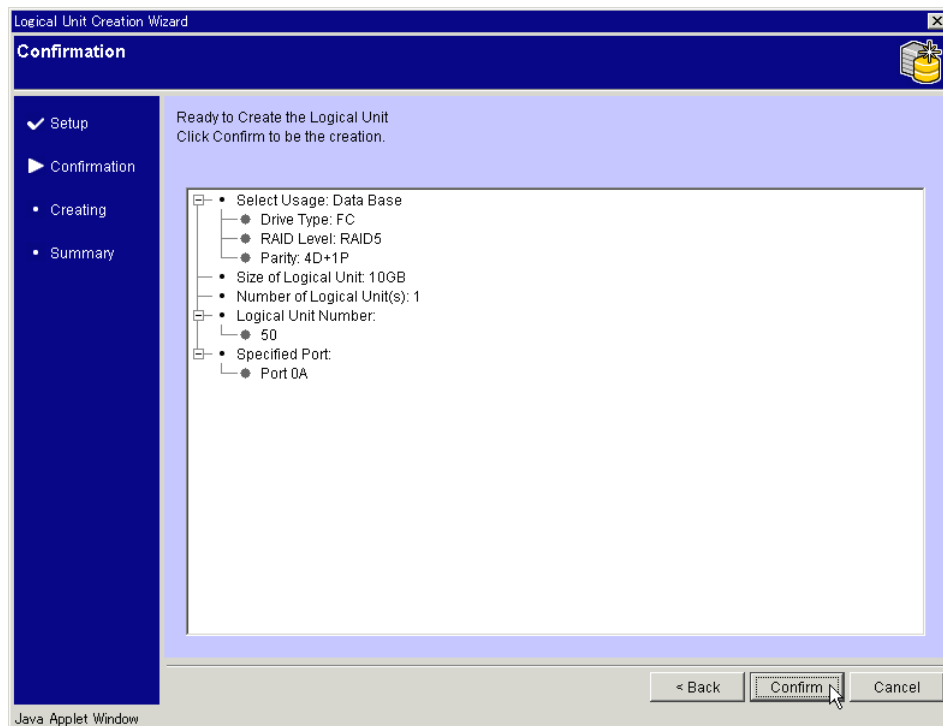 Logical Unit Creation Wizard
Confirmation
Setup
Confirmation
Creating
Summary
Ready to Create the Logical Unit
Click Confirm to be the creation.
Select Usage: Data Base
Drive Type: FC
RAID Level: RAID5
Parity: 4D+1P
Size of Logical Unit: 10GB
Number of Logical Unit(s): 1
Logical Unit Number:
50
Specified Port:
Port 0A
< Back
Confirm
Cancel
Java Applet Window